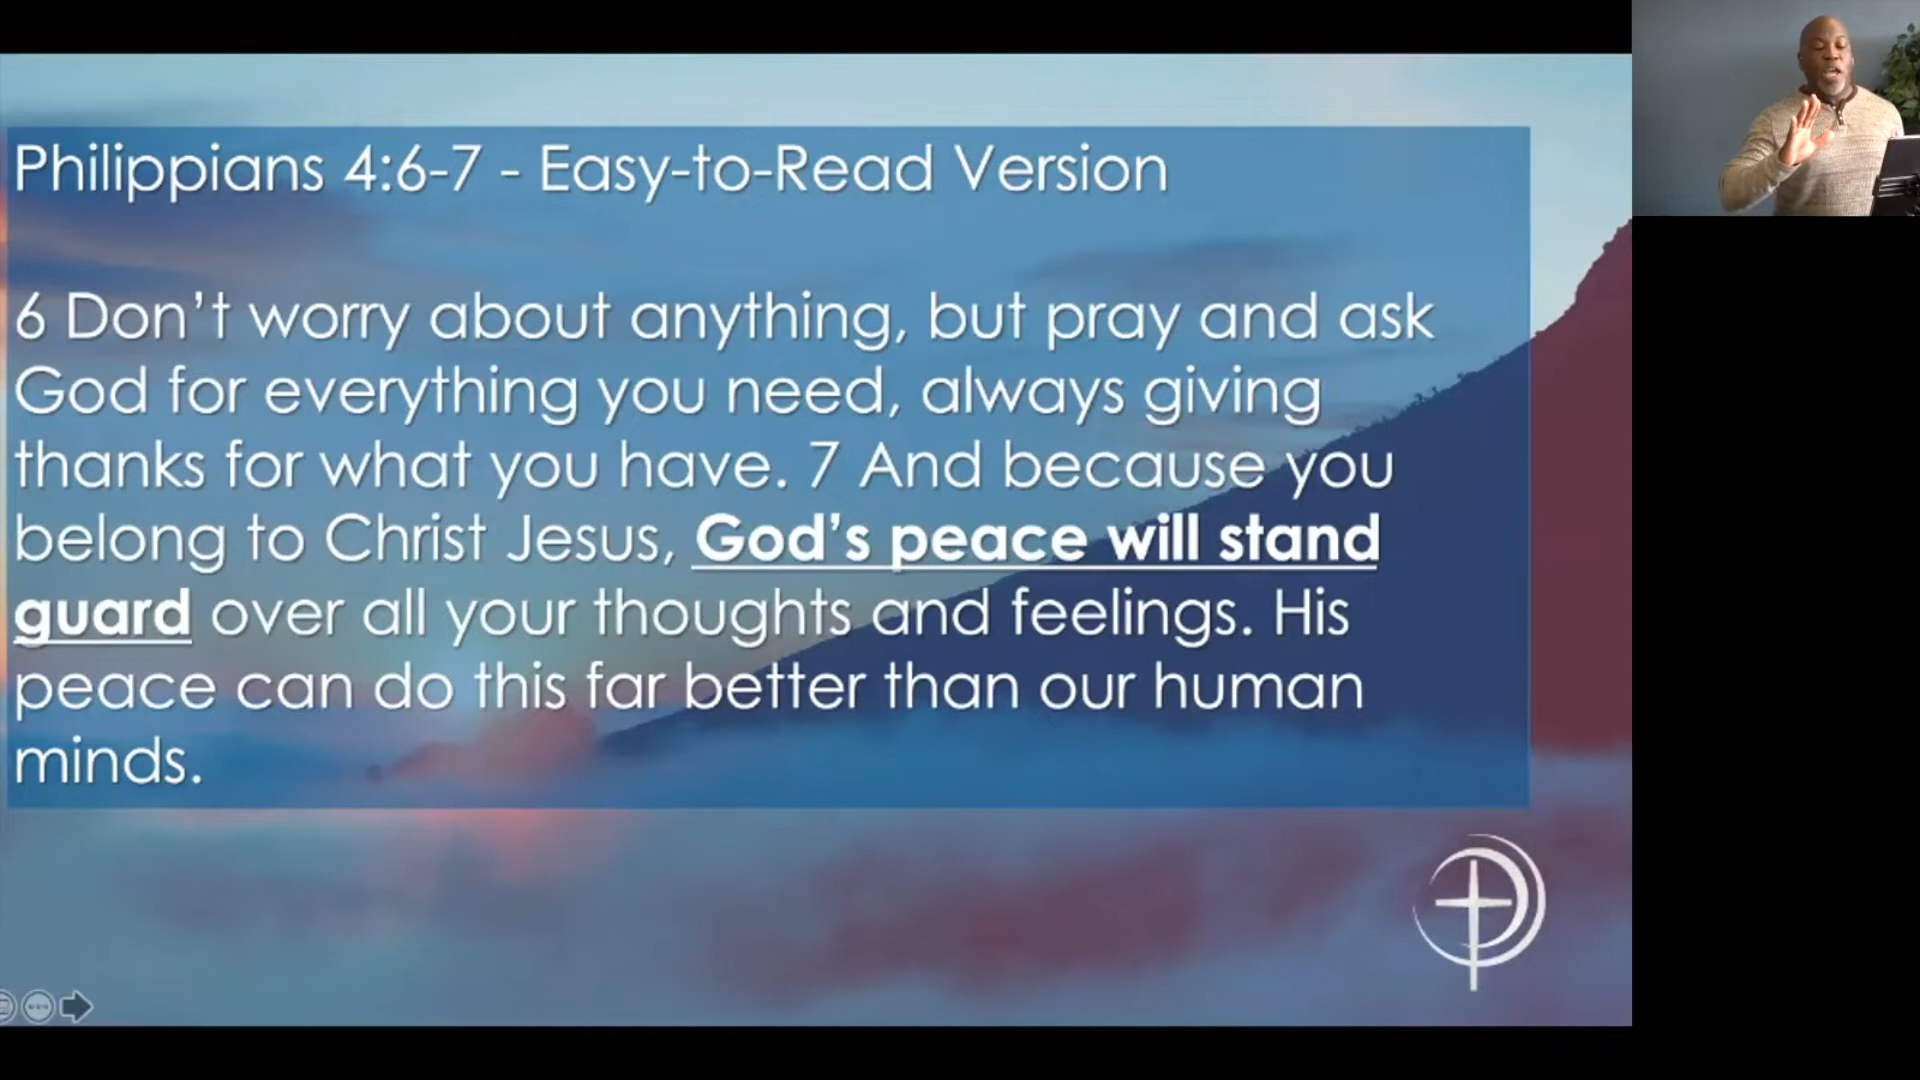 Philippians 4:6-7 - Easy-to-Read Version
6 Don’t worry about anything, but pray and ask
God for everything you need, always giving
thanks for what you have. 7 And because you
belong to Christ Jesus, God’s peace will stand
guard over all your thoughts and feelings. His
peace can do this far better than our human
minds.